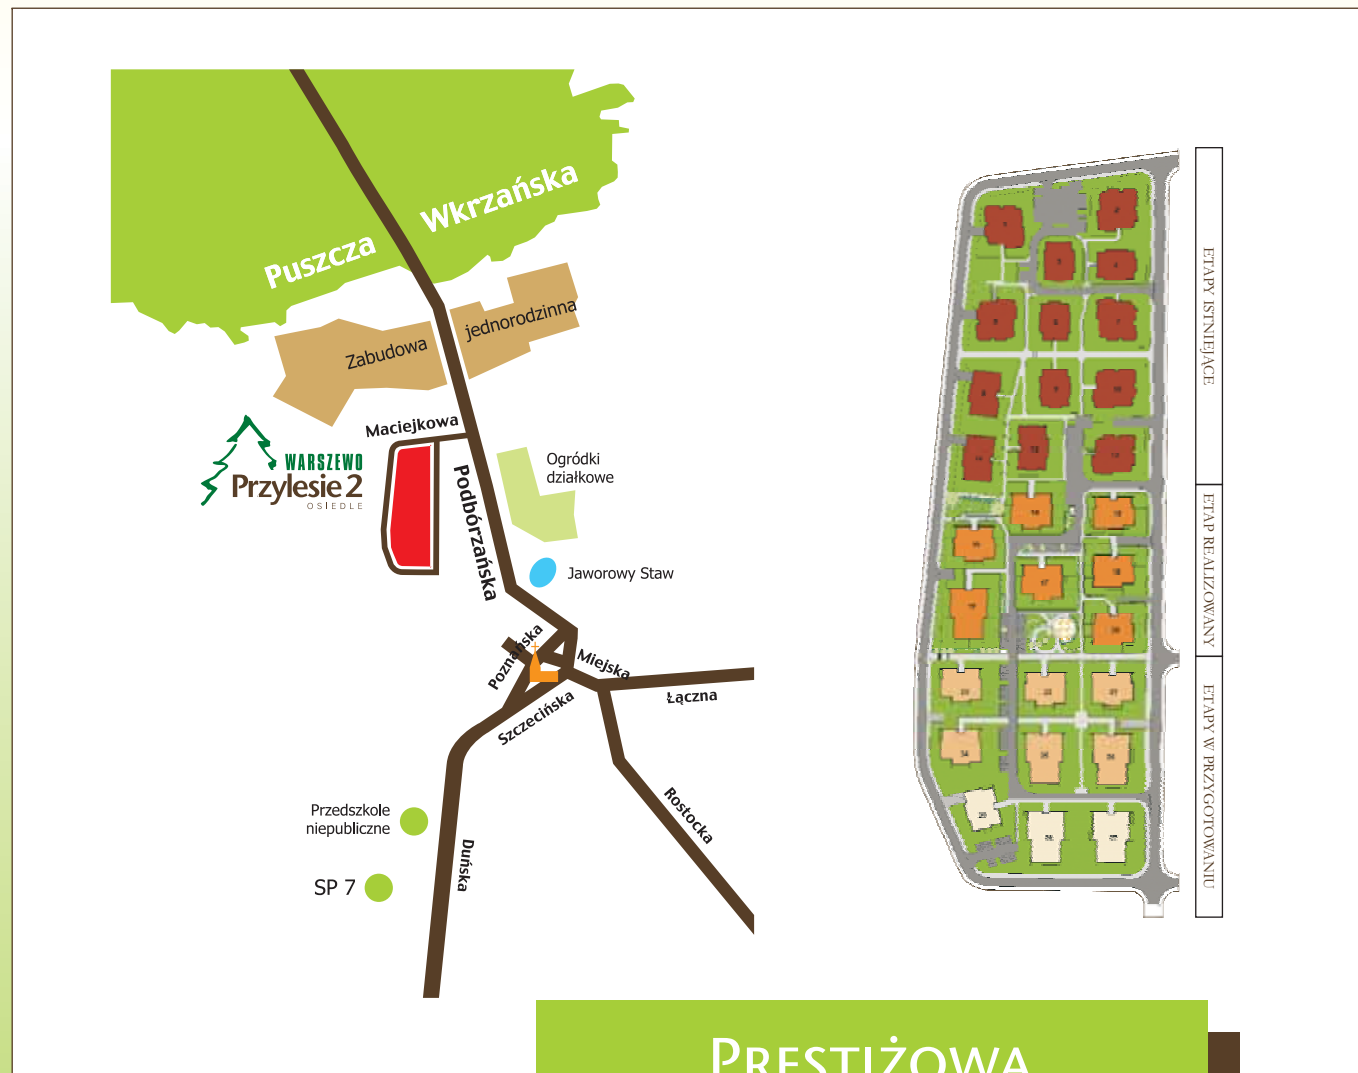 Puszcza
Wkrzańska
Zabudowa
jednorodzinna
Maciejkowa
WARSZEWO
Przylesie 2
OSIEDLE
Podbórzańska
Ogródki
działkowe
Jaworowy Staw
Poznańska
Miejska
Łączna
Szczecińska
Rostocka
Przedszkole
niepubliczne
Duńska
SP 7
ETAPY ISTNIEJĄCE
ETAP REALIZOWANY
ETAPY W PRZYGOTOWANIU
PRESTIŻOWA